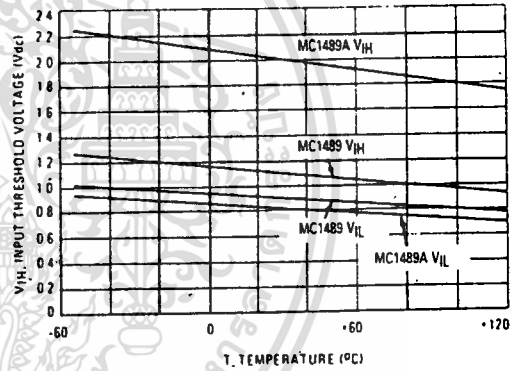 VIH, INPUT THRESHOLD VOLTAGE (Vdc)
2.4
2.2
2.0
1.8
1.6
1.4
1.2
1.0
0.8
0.6
0.4
0.2
0
-60
0
+60
+120
T, TEMPERATURE (°C)
MC1489A VIH
MC1489 VIH
MC1489 VIL
MC1489A VIL